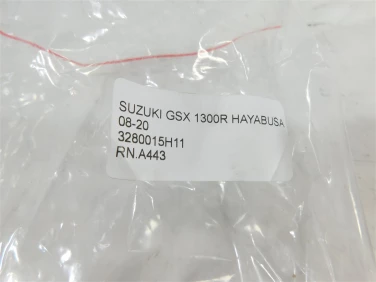 SUZUKI GSX 1300R HAYABUSA
08-20
3280015H11
RN.A443